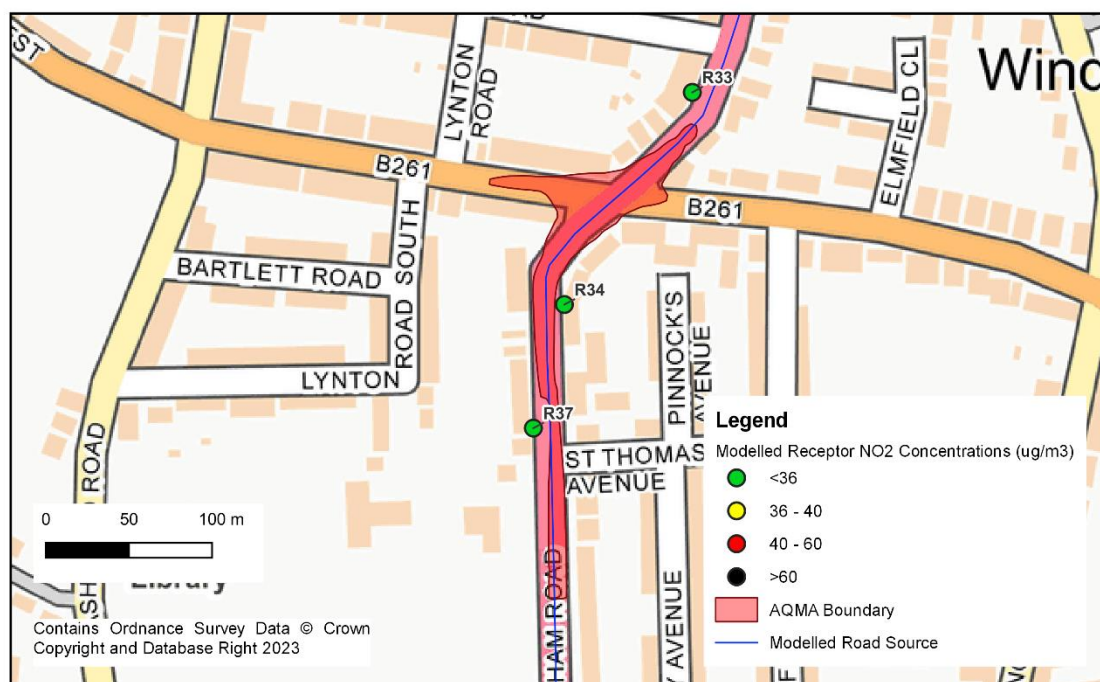 EST
LYNTON
ROAD
R33
ELMFIELD CL
B261
B261
BARTLETT ROAD
ROAD SOUTH
LYNTON
R34
PINNOCK'S
AVENUE
R37
ST THOMAS
AVENUE
ROAD
HAM ROAD
AVENUE
Library
0 50 100 m
Contains Ordnance Survey Data © Crown
Copyright and Database Right 2023
Legend
Modelled Receptor NO2 Concentrations (ug/m3)
<36
36 - 40
40 - 60
>60
AQMA Boundary
Modelled Road Source